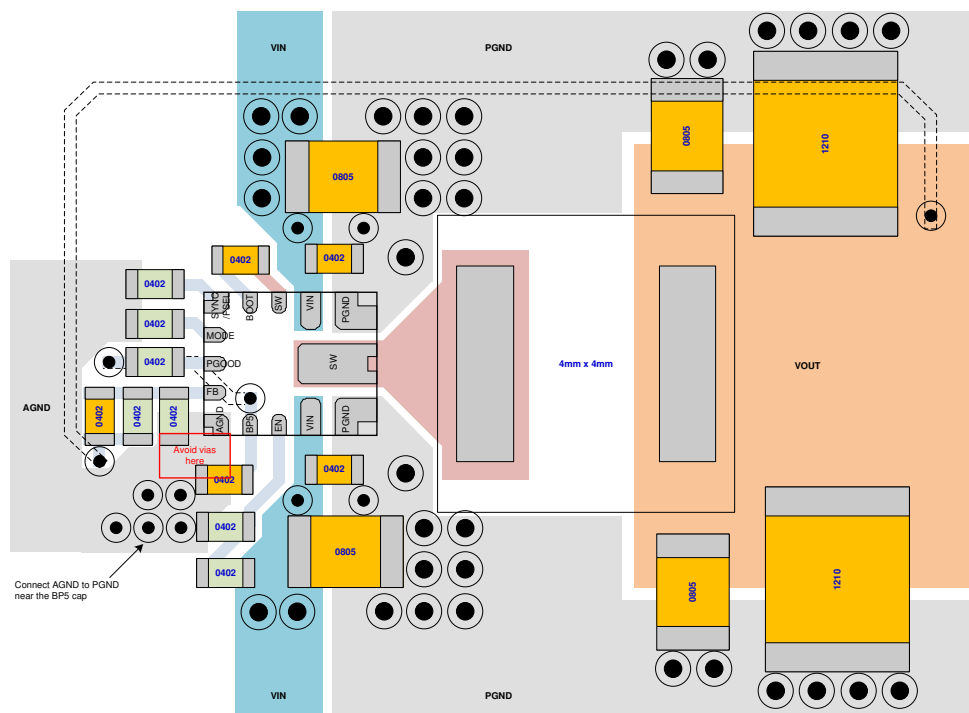 VIN
PGND
0805
1210
0805
0402
0402
0402
SYNC
/PSEL
BOOT
SW
VIN
PGND
0402
MODE
0402
PGOOD
SW
4mm x 4mm
VOUT
AGND
0402
0402
0402
FB
AGND
BP5
EN
VIN
PGND
Avoid vias
here
0402
0402
0402
0805
1210
0402
Connect AGND to PGND
near the BP5 cap
0805
VIN
PGND